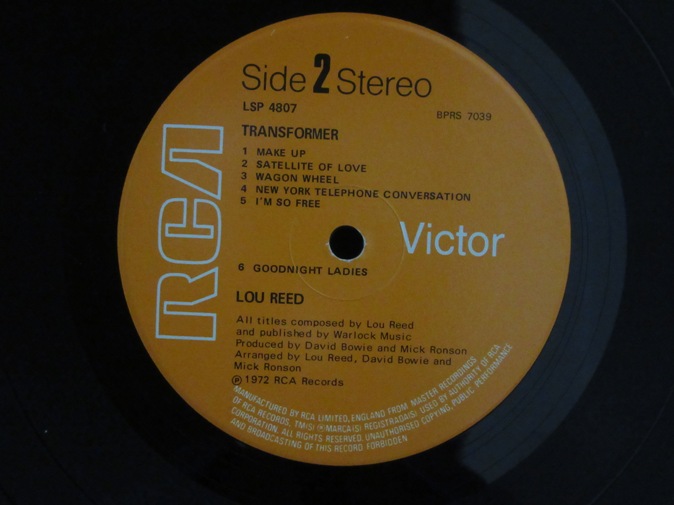 Side 2 Stereo
LSP 4807
BPRS 7039
TRANSFORMER
1 MAKE UP
2 SATELLITE OF LOVE
3 WAGON WHEEL
4 NEW YORK TELEPHONE CONVERSATION
5 I'M SO FREE
RCA
Victor
6 GOODNIGHT LADIES
LOU REED
All titles composed by Lou Reed
and published by Warlock Music
Produced by David Bowie and Mick Ronson
Arranged by Lou Reed, David Bowie and
Mick Ronson
Ⓟ 1972 RCA Records
MANUFACTURED BY RCA LIMITED, ENGLAND FROM MASTER RECORDINGS
OF RCA RECORDS, TM(S) ® MARCA(S) REGISTRADA(S) USED BY AUTHORITY OF RCA
CORPORATION. ALL RIGHTS RESERVED. UNAUTHORISED COPYING, PUBLIC PERFORMANCE
AND BROADCASTING OF THIS RECORD FORBIDDEN